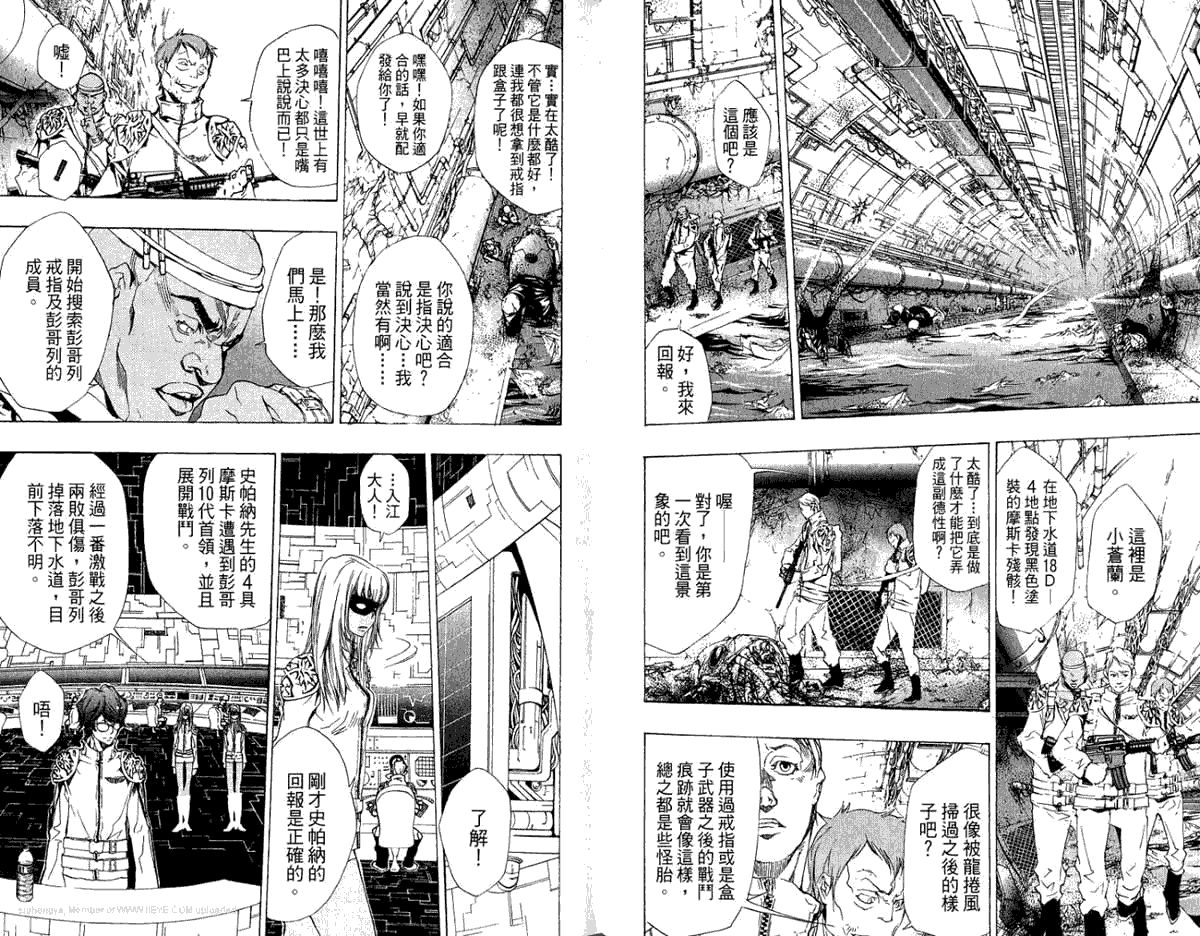 應該是
這個吧？
好，我來
回報。
這裡是
小蒼蘭。
在地下水道18D—
4地點發現黑色塗
裝的摩斯卡殘骸！
太酷了…到底是做
了什麼才能把它弄
成這副德性啊？
喔—
對了，你是第
一次看到這景
象的吧。
很像被龍捲風
掃過之後的樣
子吧？
使用過戒指或是盒
子武器之後的戰鬥
痕跡就會像這樣，
總之都是些怪胎。
實…實在太酷了！
不管它是什麼都好，
連我都很想拿到戒指
跟盒子了呢！
嘿嘿！如果你適
合的話，早就配
發給你了！
你說的適合
是指決心吧？
說到決心…我
當然有啊……
嘻嘻嘻！這世上有
太多決心都只是嘴
巴上說說而已！
噓！
！
是！那麼我
們馬上……
開始搜索彭哥列
戒指及彭哥列的
成員。
了解！
…入江
大人！
剛才史帕納的
回報是正確的。
史帕納先生的4具
摩斯卡遭遇到彭哥
列10代首領，並且
展開戰鬥。
經過一番激戰之後
兩敗俱傷，彭哥列
掉落地下水道，目
前下落不明。
唔！